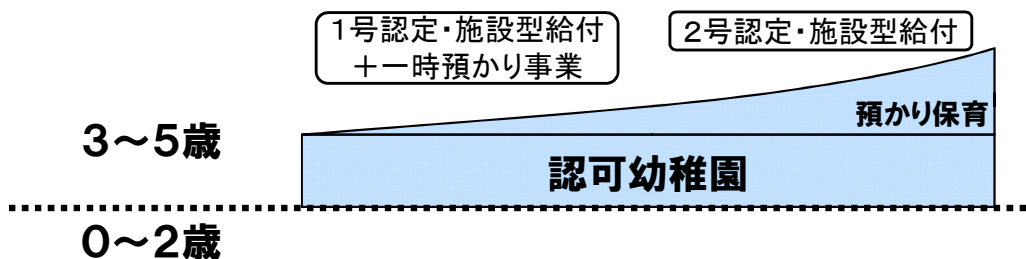 1号認定・施設型給付
＋一時預かり事業
2号認定・施設型給付
預かり保育
3～5歳
認可幼稚園
0～2歳